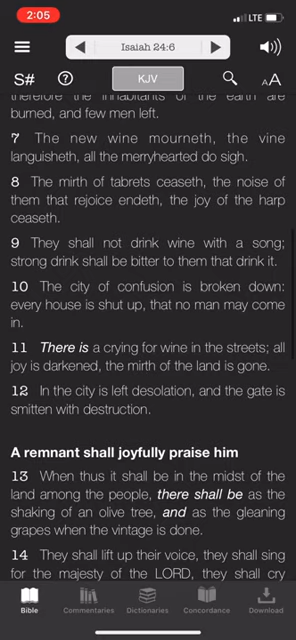 2:05
LTE
Isaiah 24:6
S#
?
KJV
AA
therefore the inhabitants of the earth are
burned, and few men left.
7 The new wine mourneth, the vine
languisheth, all the merryhearted do sigh.
8 The mirth of tabrets ceaseth, the noise of
them that rejoice endeth, the joy of the harp
ceaseth.
9 They shall not drink wine with a song;
strong drink shall be bitter to them that drink it.
10 The city of confusion is broken down:
every house is shut up, that no man may come
in.
11 There is a crying for wine in the streets; all
joy is darkened, the mirth of the land is gone.
12 In the city is left desolation, and the gate is
smitten with destruction.
A remnant shall joyfully praise him
13 When thus it shall be in the midst of the
land among the people, there shall be as the
shaking of an olive tree, and as the gleaning
grapes when the vintage is done.
14 They shall lift up their voice, they shall sing
for the majesty of the LORD, they shall cry
Bible
Commentaries
Dictionaries
Concordance
Download